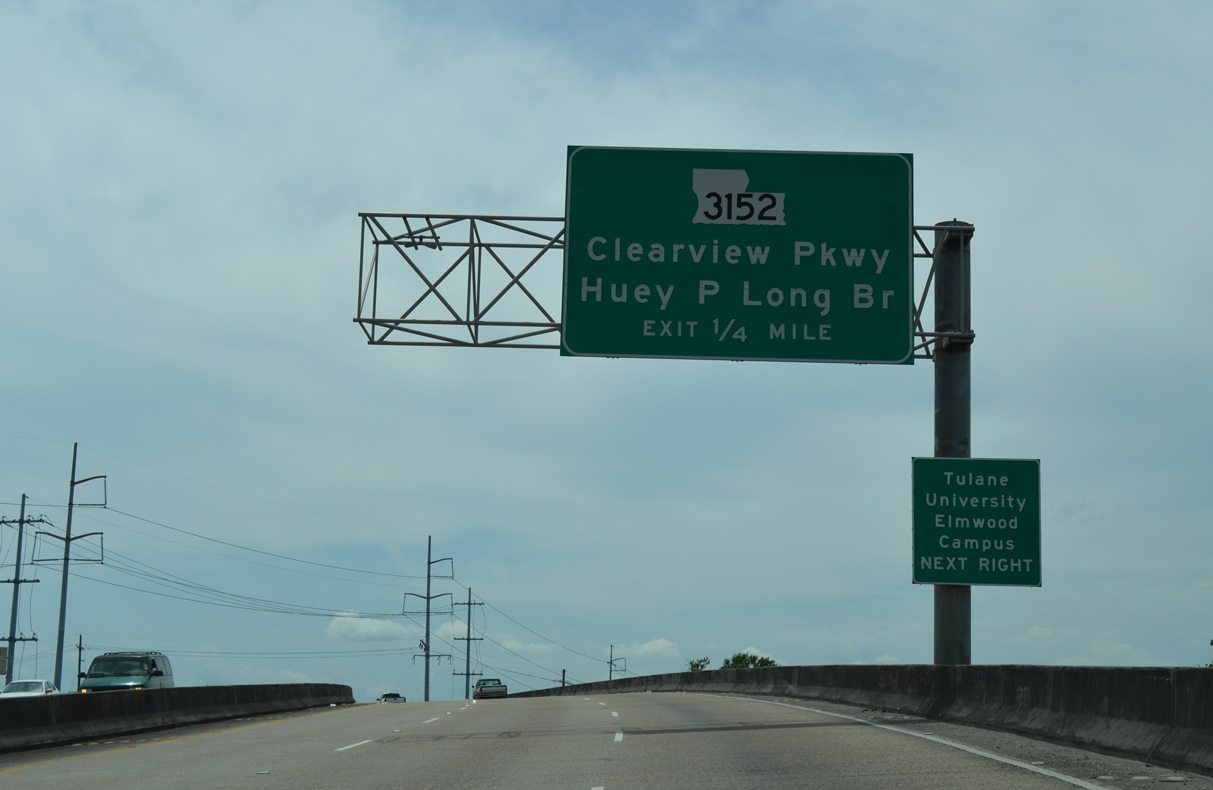 3152
Clearview Pkwy
Huey P Long Br
EXIT 1/4 MILE
Tulane
University
Elmwood
Campus
NEXT RIGHT